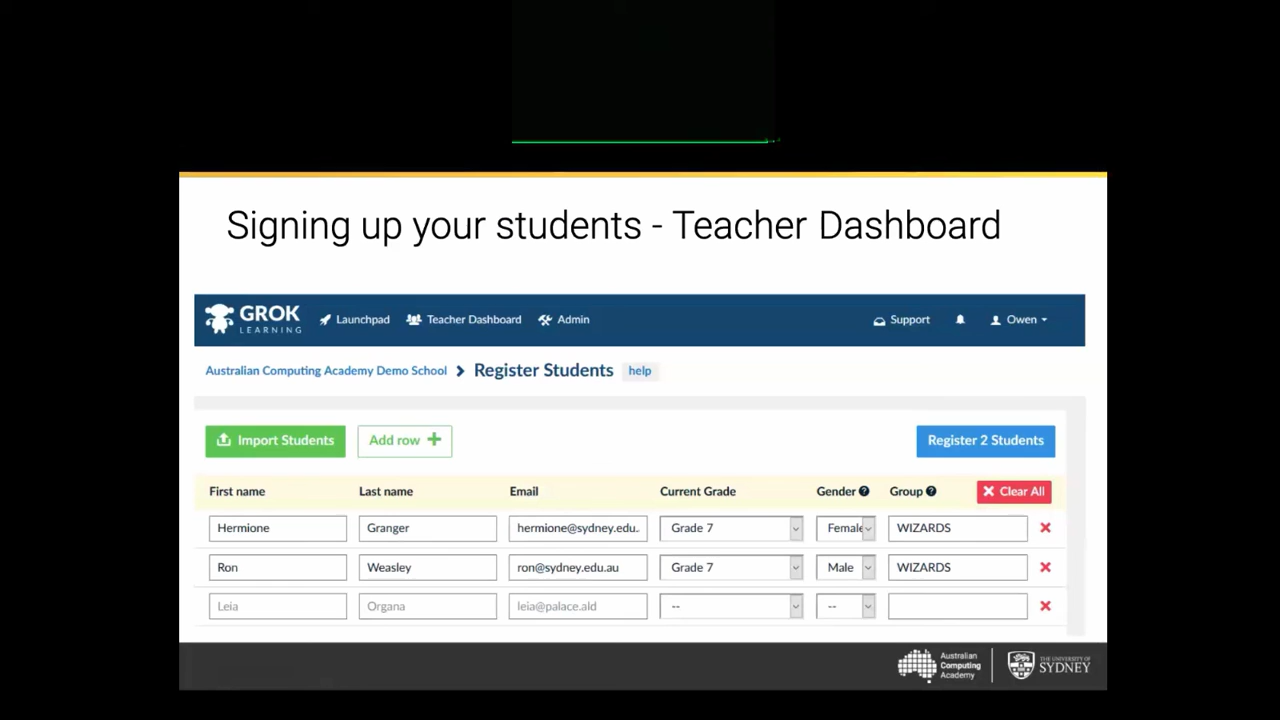 Signing up your students - Teacher Dashboard
GROK LEARNING Launchpad Teacher Dashboard Admin Support Owen
Australian Computing Academy Demo School Register Students help
Import Students Add row Register 2 Students
First name Last name Email Current Grade Gender Group Clear All
Hermione Granger hermione@sydney.edu. Grade 7 Female WIZARDS
Ron Weasley ron@sydney.edu.au Grade 7 Male WIZARDS
Leia Organa leia@palace.ald -- --
Australian
Computing
Academy
THE UNIVERSITY OF
SYDNEY